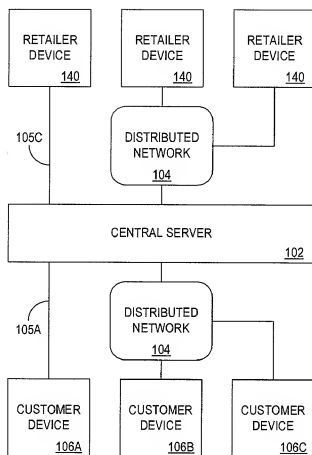 RETAILER
DEVICE
140
RETAILER
DEVICE
140
RETAILER
DEVICE
140
105C
DISTRIBUTED
NETWORK
104
CENTRAL SERVER
102
105A
DISTRIBUTED
NETWORK
104
CUSTOMER
DEVICE
106A
CUSTOMER
DEVICE
106B
CUSTOMER
DEVICE
106C